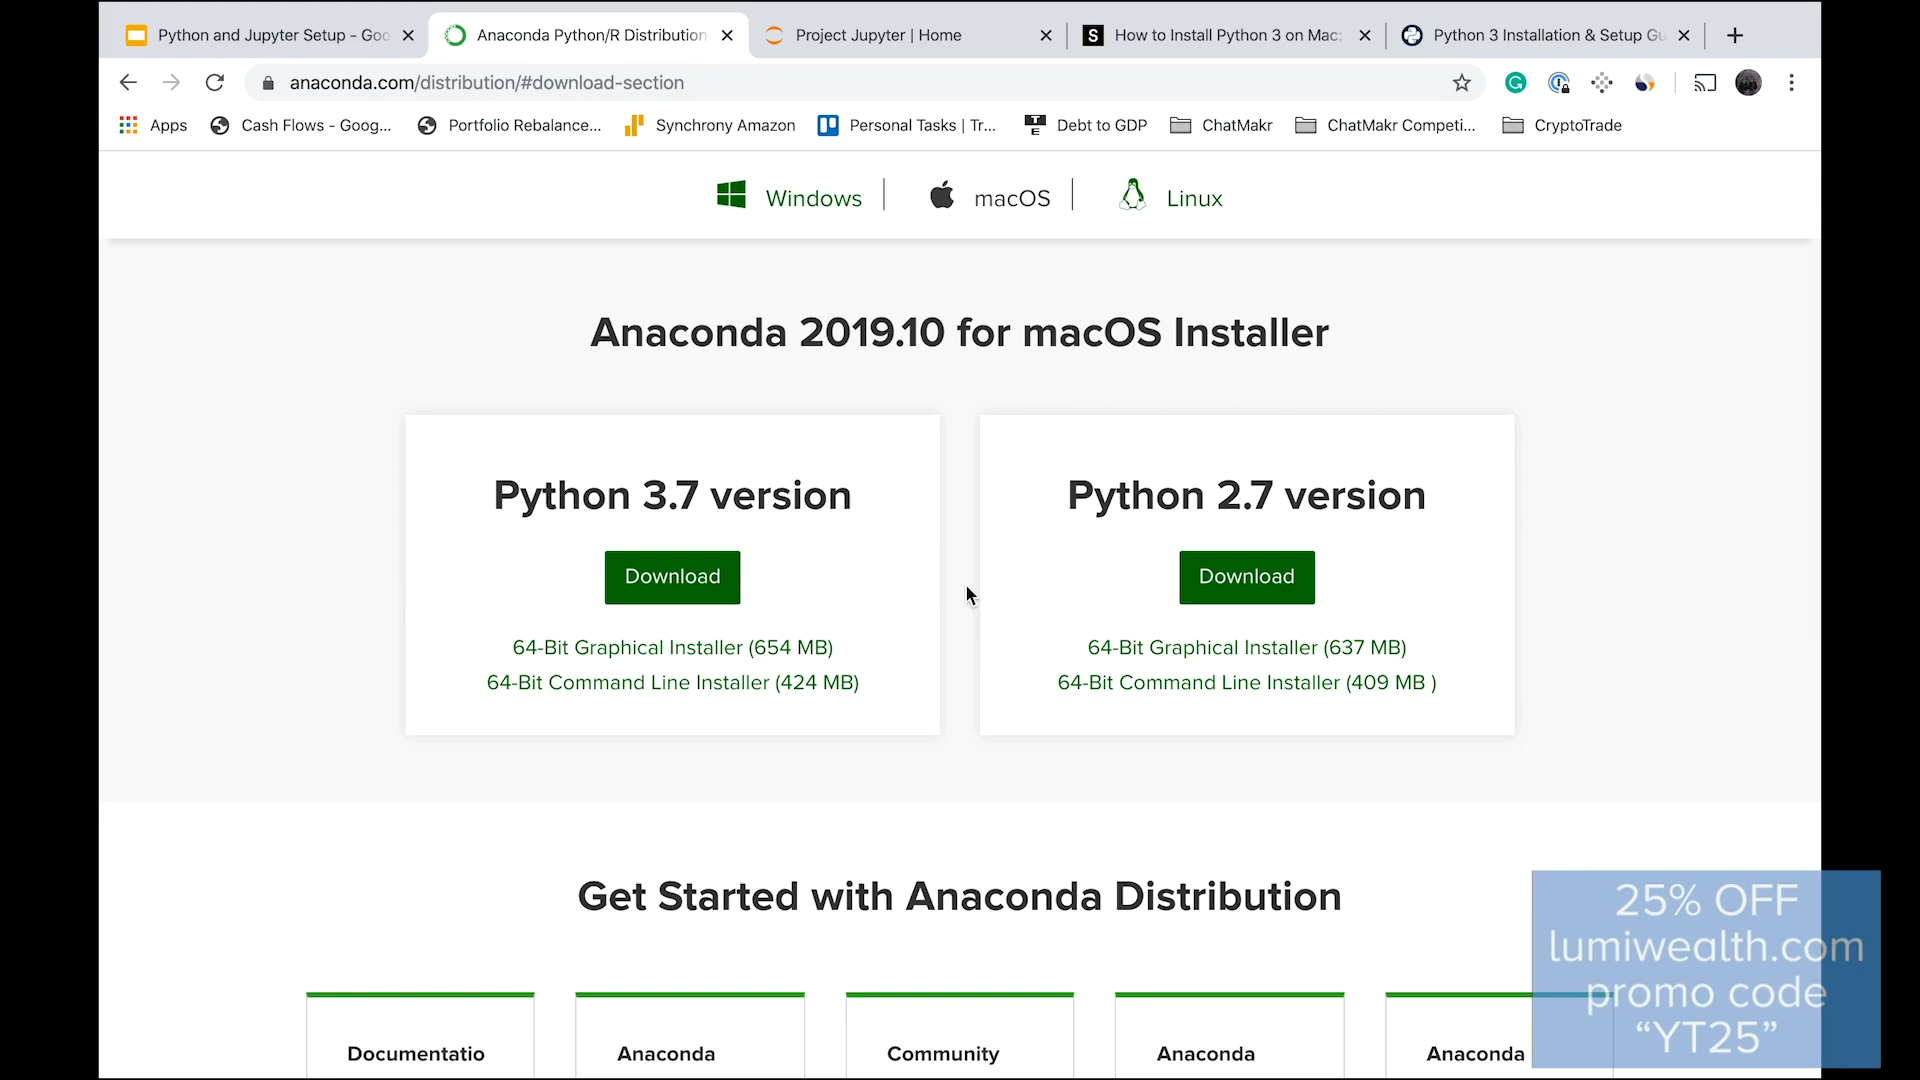 Python and Jupyter Setup - Goo
Anaconda Python/R Distribution
Project Jupyter | Home
How to Install Python 3 on Mac:
Python 3 Installation & Setup Gu
anaconda.com/distribution/#download-section
Apps
Cash Flows - Goog...
Portfolio Rebalance...
Synchrony Amazon
Personal Tasks | Tr...
Debt to GDP
ChatMakr
ChatMakr Competi...
CryptoTrade
Windows
macOS
Linux
Anaconda 2019.10 for macOS Installer
Python 3.7 version
Download
64-Bit Graphical Installer (654 MB)
64-Bit Command Line Installer (424 MB)
Python 2.7 version
Download
64-Bit Graphical Installer (637 MB)
64-Bit Command Line Installer (409 MB )
Get Started with Anaconda Distribution
Documentatio
Anaconda
Community
Anaconda
Anaconda
25% OFF
lumiwealth.com
promo code
“YT25”